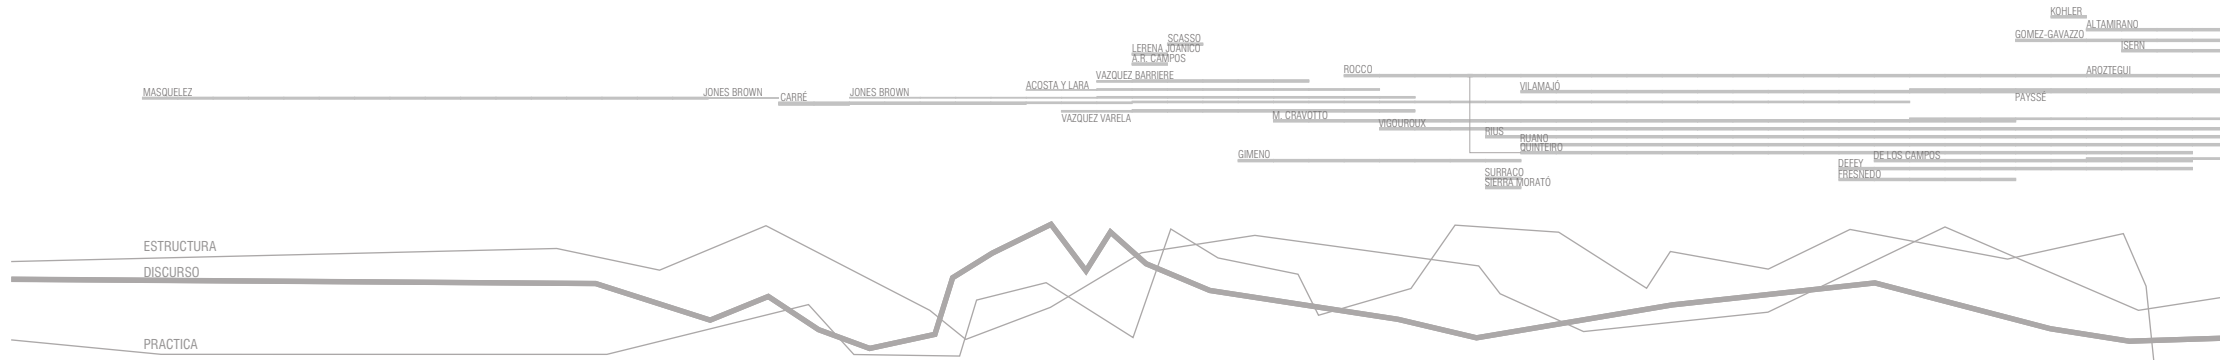 KOHLER
ALTAMIRANO
GOMEZ-GAVAZZO
SCASSO
ISERN
LERENA JOANICO
A.R. CAMPOS
ROCCO
AROZTEGUI
VAZQUEZ BARRIERE
ACOSTA Y LARA
VILAMAJÓ
MASQUELEZ
JONES BROWN
CARRÉ
JONES BROWN
PAYSSÉ
VAZQUEZ VARELA
M. CRAVOTTO
VIGOUROUX
RIUS
RUANO
QUINTEIRO
GIMENO
DE LOS CAMPOS
DEFEY
FRESNEDO
SURRACO
SIERRA MORATÓ
ESTRUCTURA
DISCURSO
PRACTICA